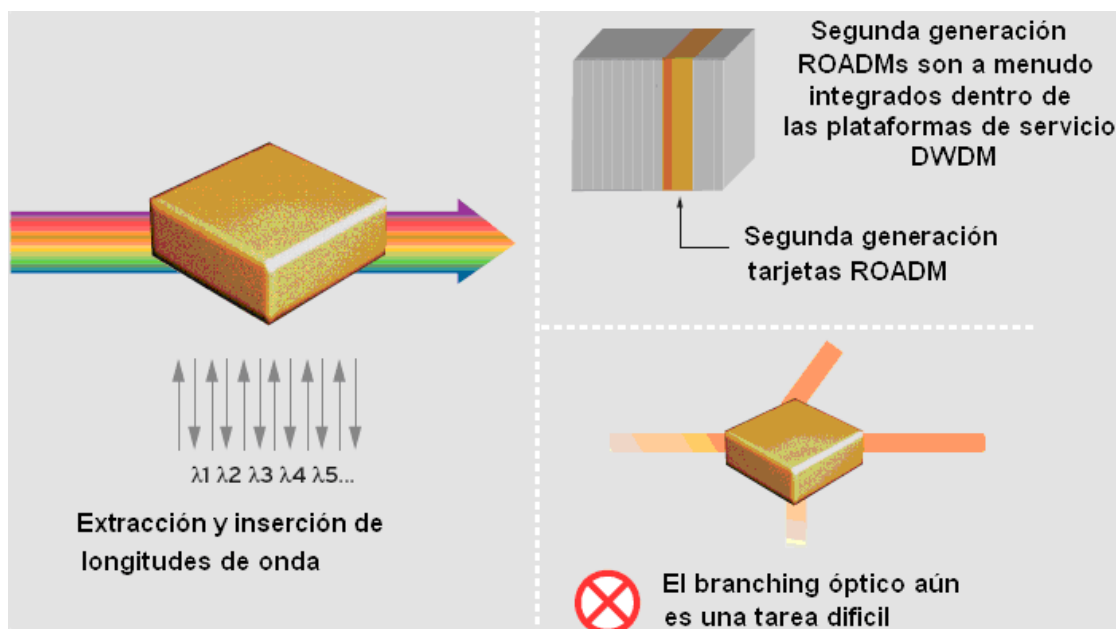 λ1 λ2 λ3 λ4 λ5...
Extracción y inserción de
longitudes de onda
Segunda generación
ROADMs son a menudo
integrados dentro de
las plataformas de servicio
DWDM
Segunda generación
tarjetas ROADM
El branching óptico aún
es una tarea dificil